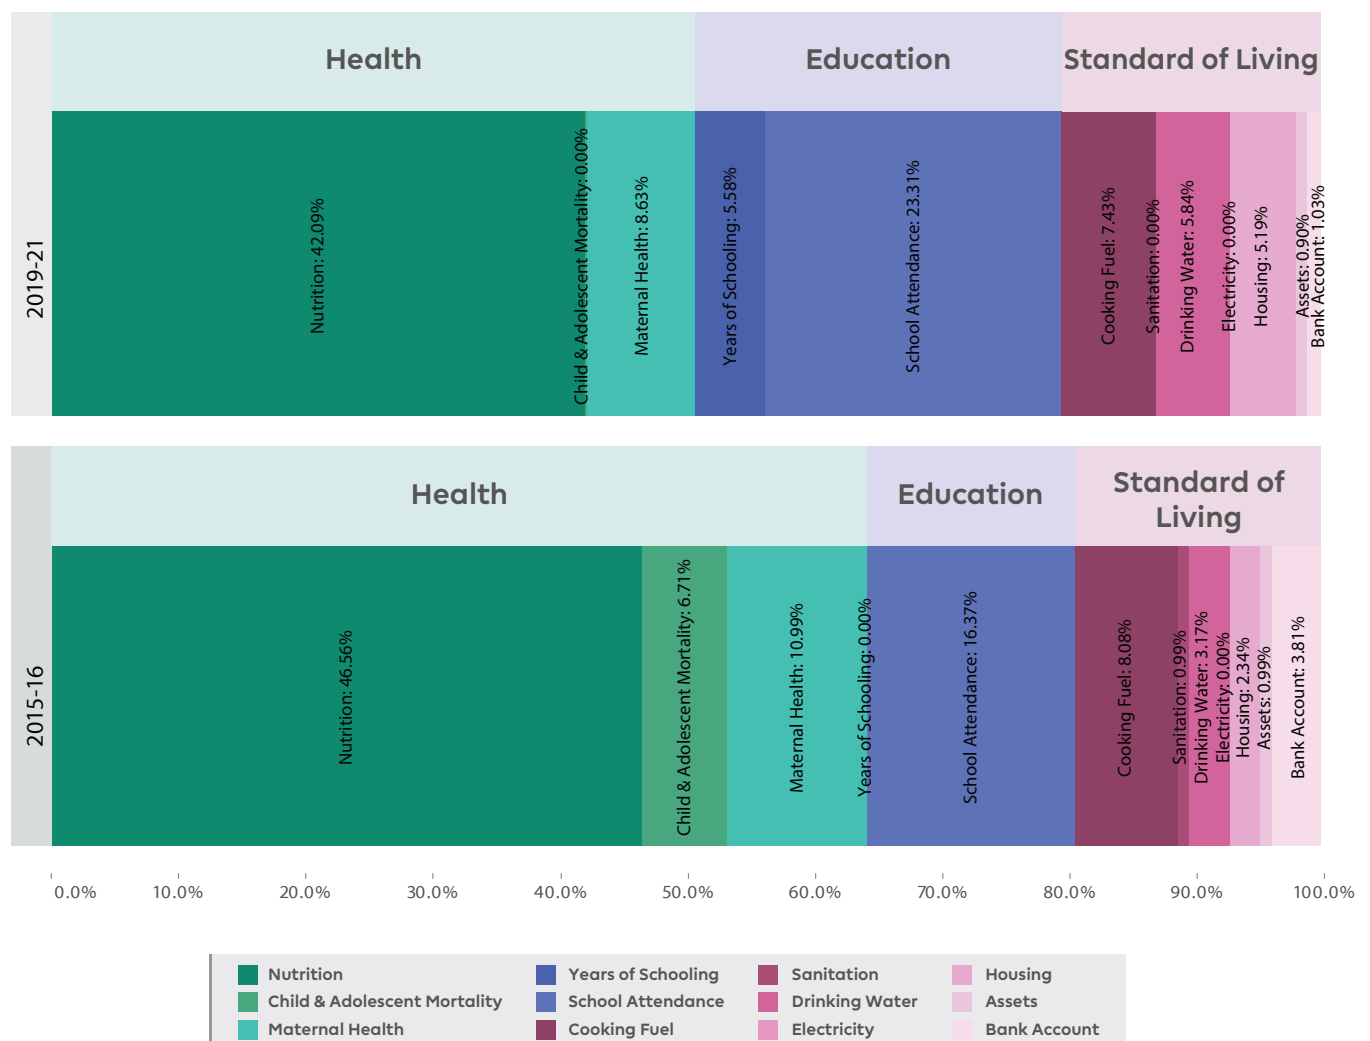 2019-21
Health
Education
Standard of Living
Nutrition: 42.09%
Child & Adolescent Mortality: 0.00%
Maternal Health: 8.63%
Years of Schooling: 5.58%
School Attendance: 23.31%
Cooking Fuel: 7.43%
Sanitation: 0.00%
Drinking Water: 5.84%
Electricity: 0.00%
Housing: 5.19%
Assets: 0.90%
Bank Account: 1.03%
2015-16
Health
Education
Standard of
Living
Nutrition: 46.56%
Child & Adolescent Mortality: 6.71%
Maternal Health: 10.99%
Years of Schooling: 0.00%
School Attendance: 16.37%
Cooking Fuel: 8.08%
Sanitation: 0.99%
Drinking Water: 3.17%
Electricity: 0.00%
Housing: 2.34%
Assets: 0.99%
Bank Account: 3.81%
0.0% 10.0% 20.0% 30.0% 40.0% 50.0% 60.0% 70.0% 80.0% 90.0% 100.0%
Nutrition Years of Schooling Sanitation Housing
Child & Adolescent Mortality School Attendance Drinking Water Assets
Maternal Health Cooking Fuel Electricity Bank Account